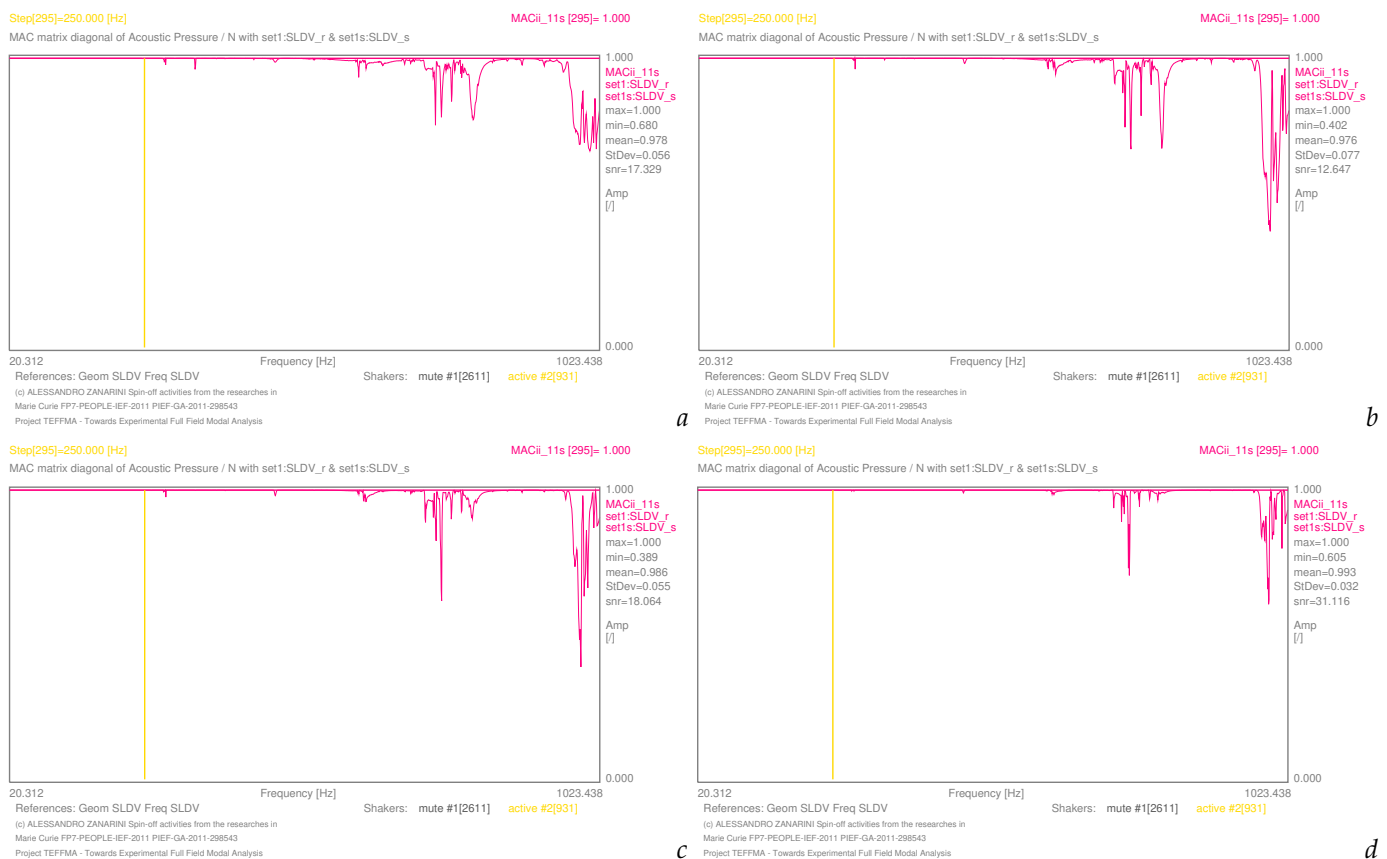 Step[295]=250.000 [Hz] MACii_11s [295]= 1.000
MAC matrix diagonal of Acoustic Pressure / N with set1:SLDV_r & set1s:SLDV_s
1.000
MACii_11s
set1:SLDV_r
set1s:SLDV_s
max=1.000
min=0.680
mean=0.978
StDev=0.056
snr=17.329
Amp
[/]
0.000
20.312 Frequency [Hz] 1023.438
References: Geom SLDV Freq SLDV Shakers: mute #1[2611] active #2[931]
(c) ALESSANDRO ZANARINI Spin-off activities from the researches in
Marie Curie FP7-PEOPLE-IEF-2011 PIEF-GA-2011-298543
Project TEFFMA - Towards Experimental Full Field Modal Analysis
a
Step[295]=250.000 [Hz] MACii_11s [295]= 1.000
MAC matrix diagonal of Acoustic Pressure / N with set1:SLDV_r & set1s:SLDV_s
1.000
MACii_11s
set1:SLDV_r
set1s:SLDV_s
max=1.000
min=0.402
mean=0.976
StDev=0.077
snr=12.647
Amp
[/]
0.000
20.312 Frequency [Hz] 1023.438
References: Geom SLDV Freq SLDV Shakers: mute #1[2611] active #2[931]
(c) ALESSANDRO ZANARINI Spin-off activities from the researches in
Marie Curie FP7-PEOPLE-IEF-2011 PIEF-GA-2011-298543
Project TEFFMA - Towards Experimental Full Field Modal Analysis
b
Step[295]=250.000 [Hz] MACii_11s [295]= 1.000
MAC matrix diagonal of Acoustic Pressure / N with set1:SLDV_r & set1s:SLDV_s
1.000
MACii_11s
set1:SLDV_r
set1s:SLDV_s
max=1.000
min=0.389
mean=0.986
StDev=0.055
snr=18.064
Amp
[/]
0.000
20.312 Frequency [Hz] 1023.438
References: Geom SLDV Freq SLDV Shakers: mute #1[2611] active #2[931]
(c) ALESSANDRO ZANARINI Spin-off activities from the researches in
Marie Curie FP7-PEOPLE-IEF-2011 PIEF-GA-2011-298543
Project TEFFMA - Towards Experimental Full Field Modal Analysis
c
Step[295]=250.000 [Hz] MACii_11s [295]= 1.000
MAC matrix diagonal of Acoustic Pressure / N with set1:SLDV_r & set1s:SLDV_s
1.000
MACii_11s
set1:SLDV_r
set1s:SLDV_s
max=1.000
min=0.605
mean=0.993
StDev=0.032
snr=31.116
Amp
[/]
0.000
20.312 Frequency [Hz] 1023.438
References: Geom SLDV Freq SLDV Shakers: mute #1[2611] active #2[931]
(c) ALESSANDRO ZANARINI Spin-off activities from the researches in
Marie Curie FP7-PEOPLE-IEF-2011 PIEF-GA-2011-298543
Project TEFFMA - Towards Experimental Full Field Modal Analysis
d